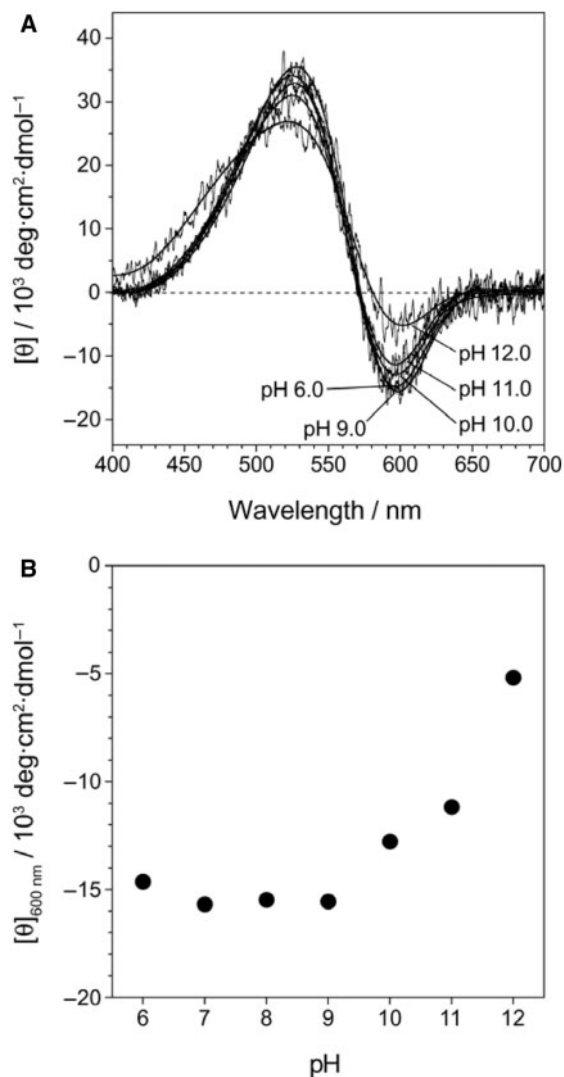 A
40
30
20
10
0
−10
−20
[θ] / 10³ deg·cm²·dmol⁻¹
pH 12.0
pH 6.0
pH 11.0
pH 9.0
pH 10.0
400 450 500 550 600 650 700
Wavelength / nm
B
0
−5
−10
−15
−20
[θ]₆₀₀ ₙₘ / 10³ deg·cm²·dmol⁻¹
6 7 8 9 10 11 12
pH